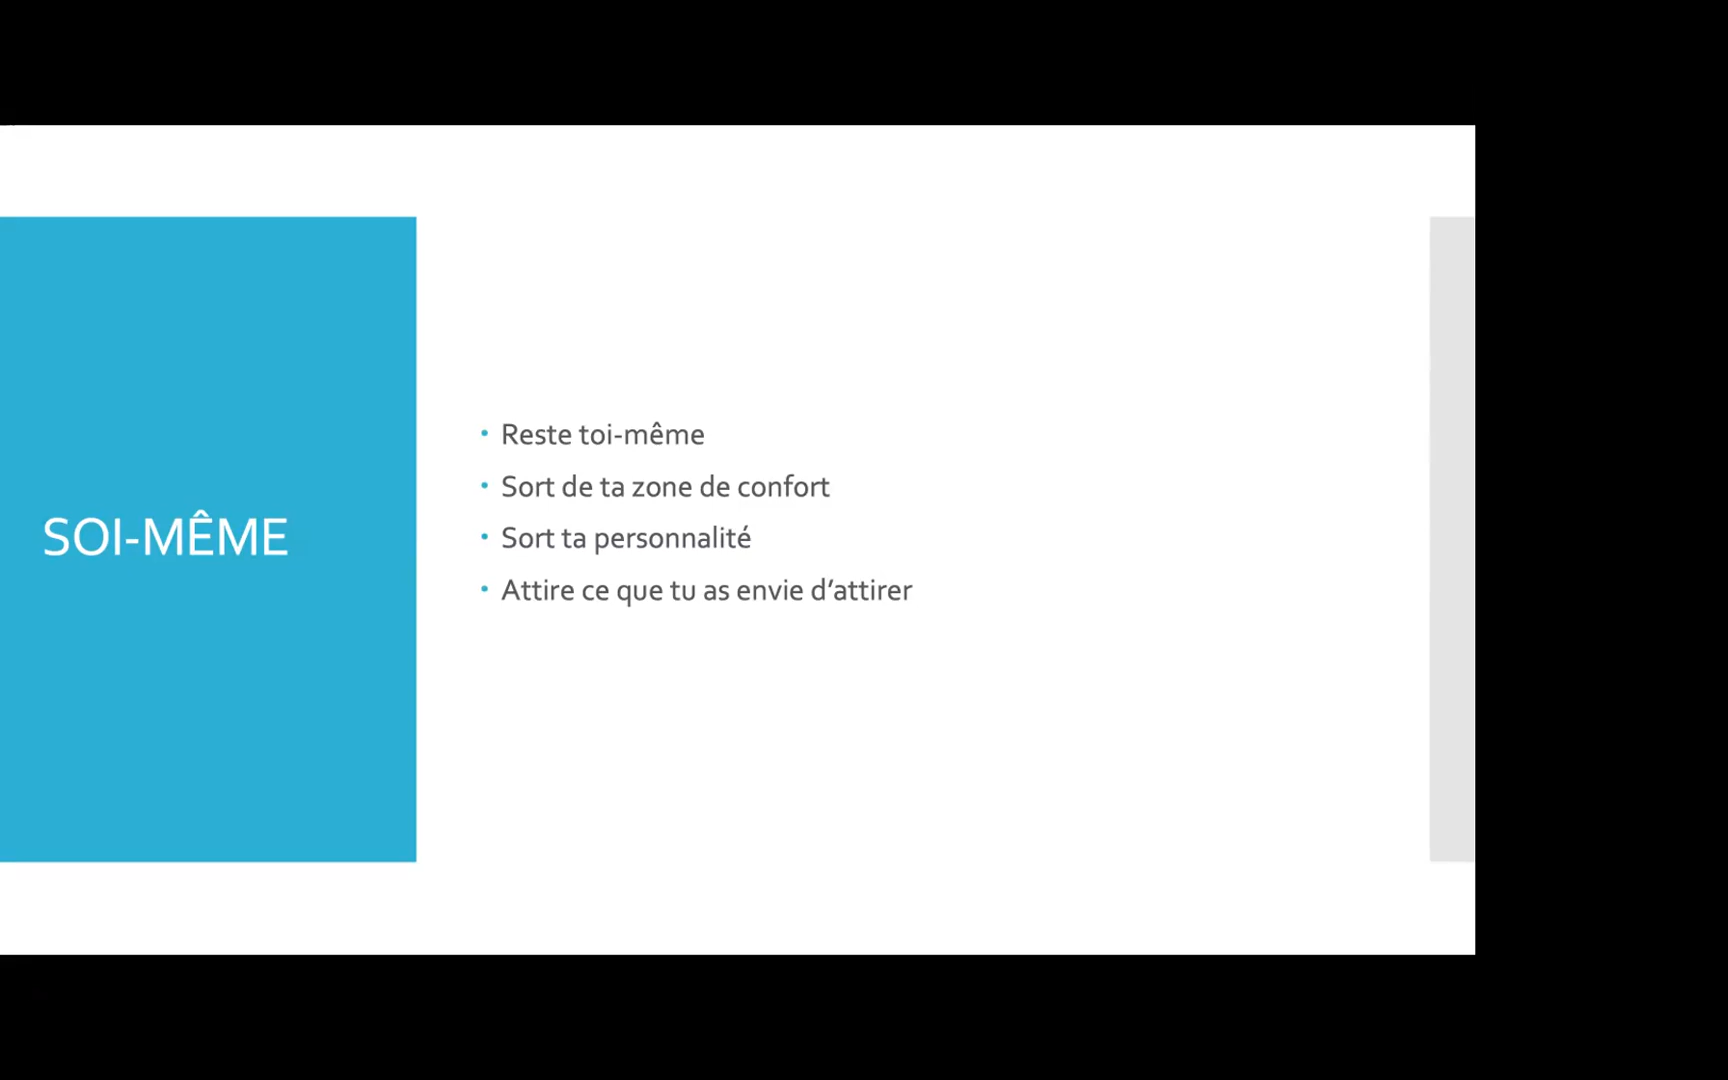 SOI-MÊME
Reste toi-même
Sort de ta zone de confort
Sort ta personnalité
Attire ce que tu as envie d’attirer